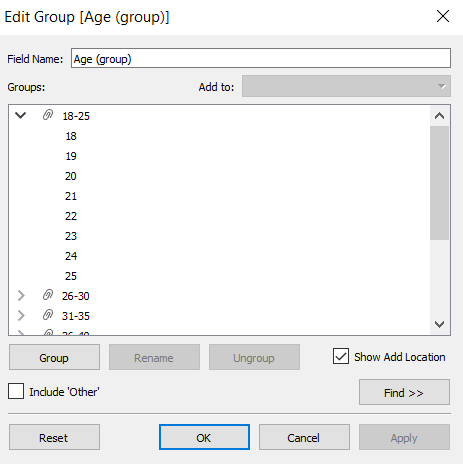 Edit Group [Age (group)]
Field Name: Age (group)
Groups: Add to:
18-25
18
19
20
21
22
23
24
25
26-30
31-35
Group Rename Ungroup Show Add Location
Include 'Other' Find >>
Reset OK Cancel Apply